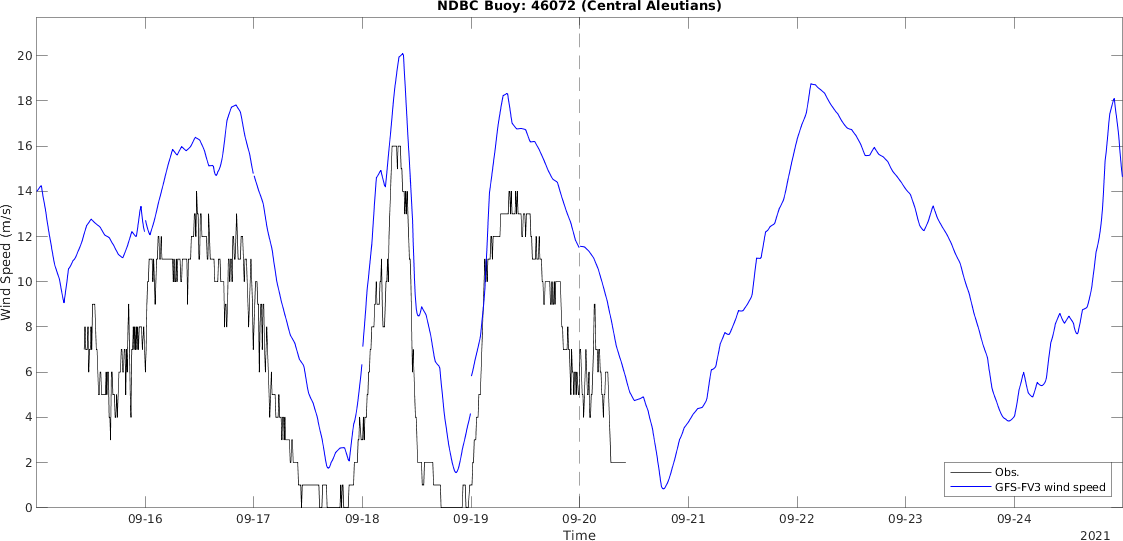 NDBC Buoy: 46072 (Central Aleutians)
Wind Speed (m/s)
20
18
16
14
12
10
8
6
4
2
0
09-16 09-17 09-18 09-19 09-20 09-21 09-22 09-23 09-24
Time
2021
Obs.
GFS-FV3 wind speed